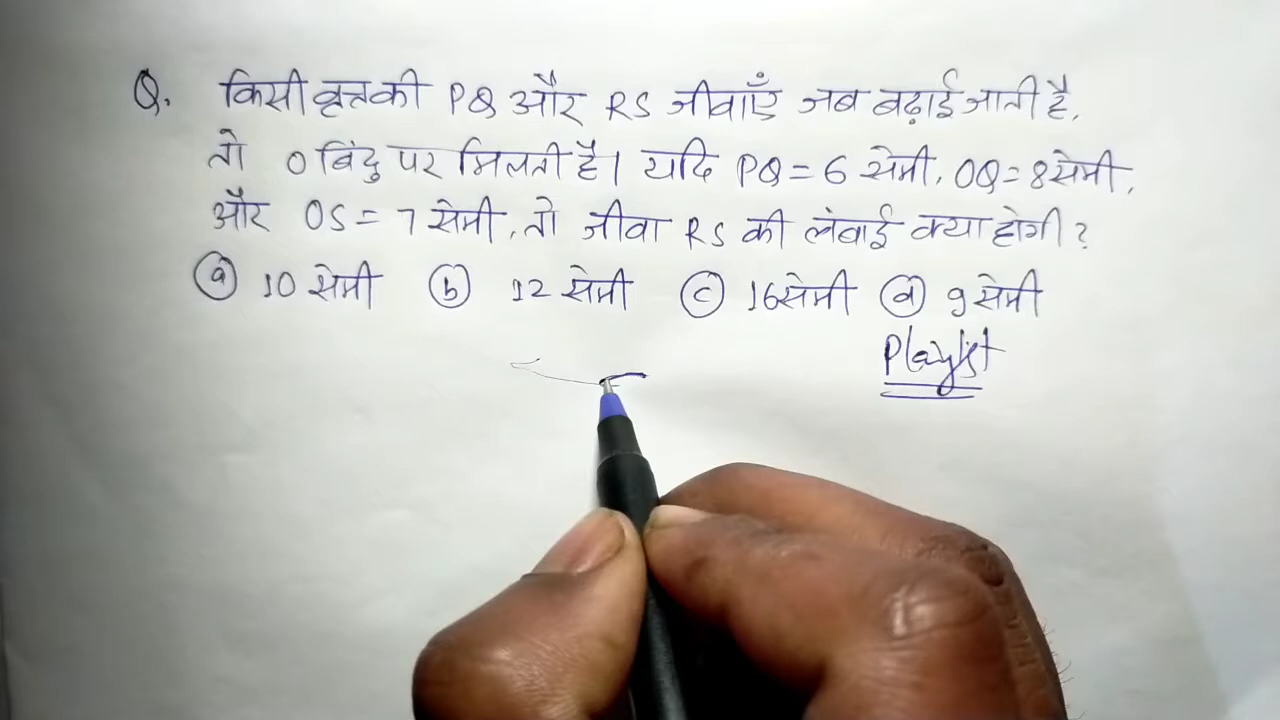 Q. किसी वृत्त की PQ और RS जीवाएँ जब बढ़ाई जाती है,
तो O बिंदु पर मिलती है। यदि PQ = 6 सेमी, OQ = 8 सेमी,
और OS = 7 सेमी, तो जीवा RS की लंबाई क्या होगी ?
(a) 10 सेमी (b) 12 सेमी (c) 16 सेमी (d) 9 सेमी
Playlist